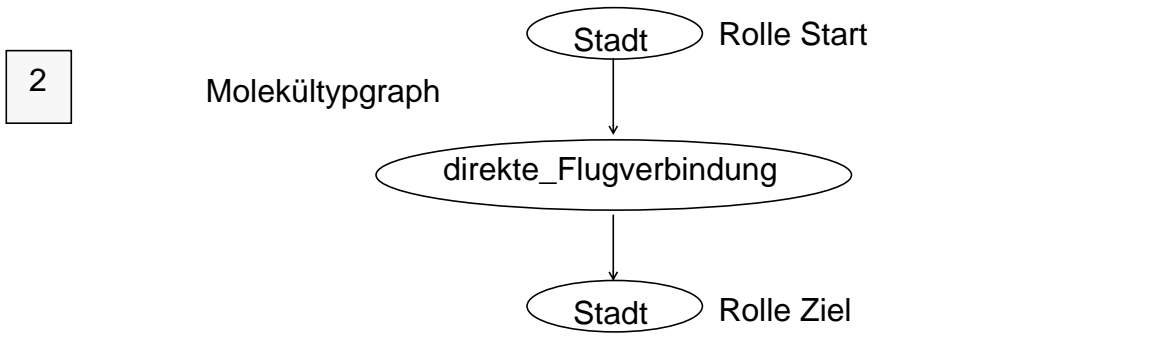 Stadt Rolle Start
2
Molekültypgraph
direkte_Flugverbindung
Stadt Rolle Ziel